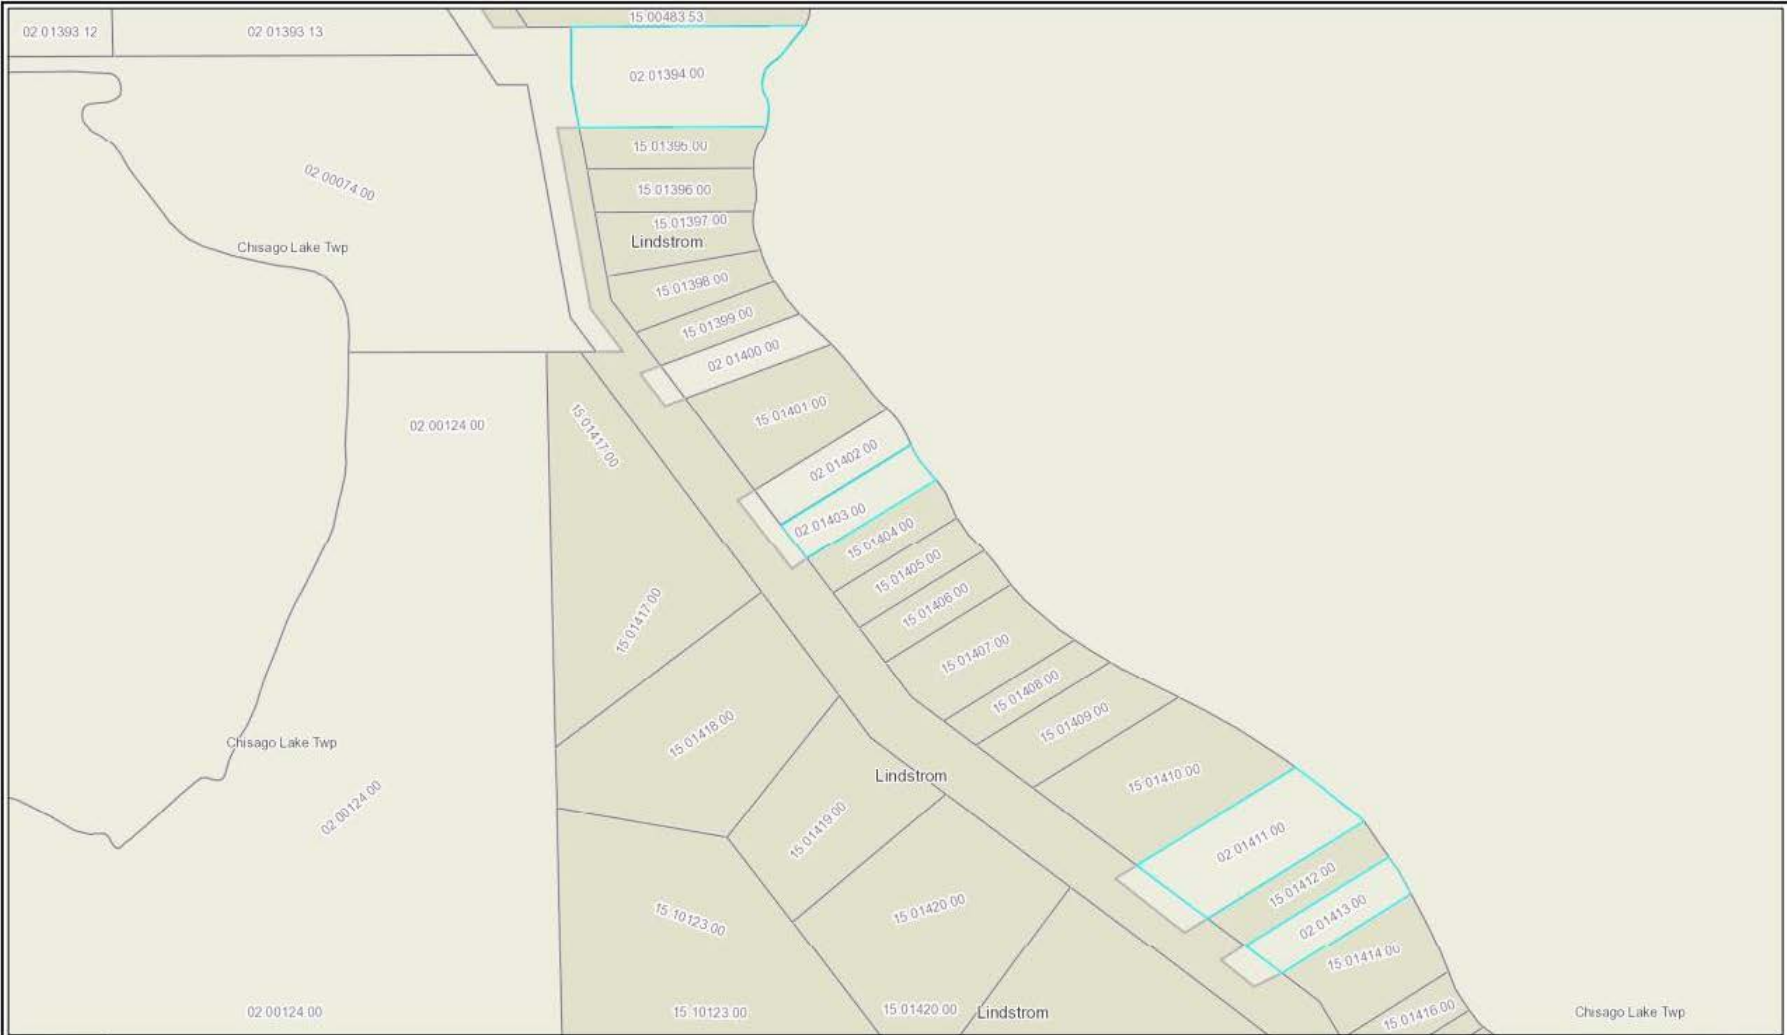 15 00483 53
02 01393 12
02 01393 13
02 01394 00
15 01395 00
02 00074 00
15 01396 00
15 01397 00
Lindstrom
Chisago Lake Twp
15 01398 00
15 01399 00
02 01400 00
15 01401 00
02 00124 00
15 01417 00
02 01402 00
02 01403 00
15 01404 00
15 01405 00
15 01406 00
15 01417 00
15 01407 00
15 01408 00
15 01409 00
15 01418 00
Chisago Lake Twp
Lindstrom
15 01410 00
02 00124 00
15 01419 00
02 01411 00
15 01412 00
15 10123 00
15 01420 00
02 01413 00
15 01414 00
02 00124 00
15 10123 00
15 01420 00
Lindstrom
15 01416 00
Chisago Lake Twp